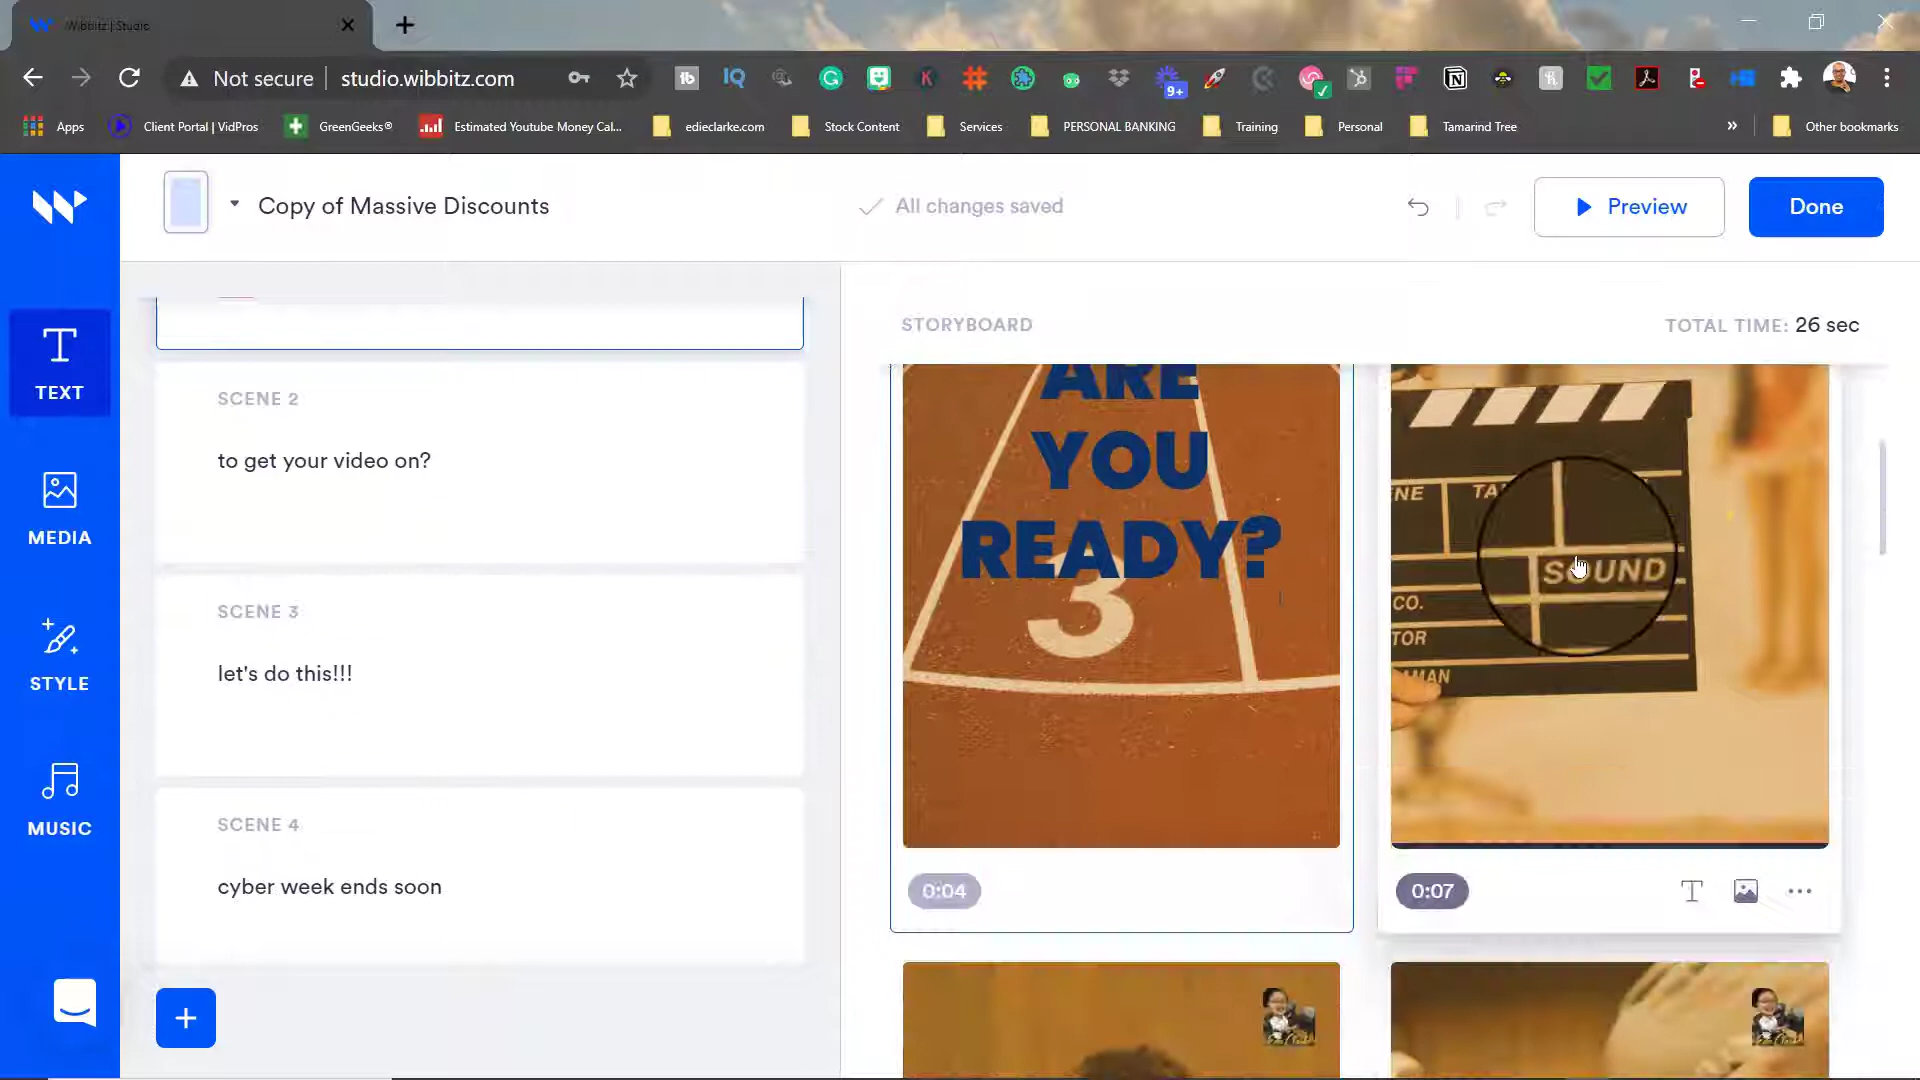 Wibbitz | Studio
Not secure
studio.wibbitz.com
9+
Apps
Client Portal | VidPros
GreenGeeks®
Estimated Youtube Money Cal...
edieclarke.com
Stock Content
Services
PERSONAL BANKING
Training
Personal
Tamarind Tree
»
Other bookmarks
Copy of Massive Discounts
All changes saved
Preview
Done
TEXT
MEDIA
STYLE
MUSIC
SCENE 2
to get your video on?
SCENE 3
let's do this!!!
SCENE 4
cyber week ends soon
STORYBOARD
TOTAL TIME: 26 sec
ARE
YOU
READY?
3
0:04
NE
TA
SOUND
CO.
TOR
AMAN
0:07